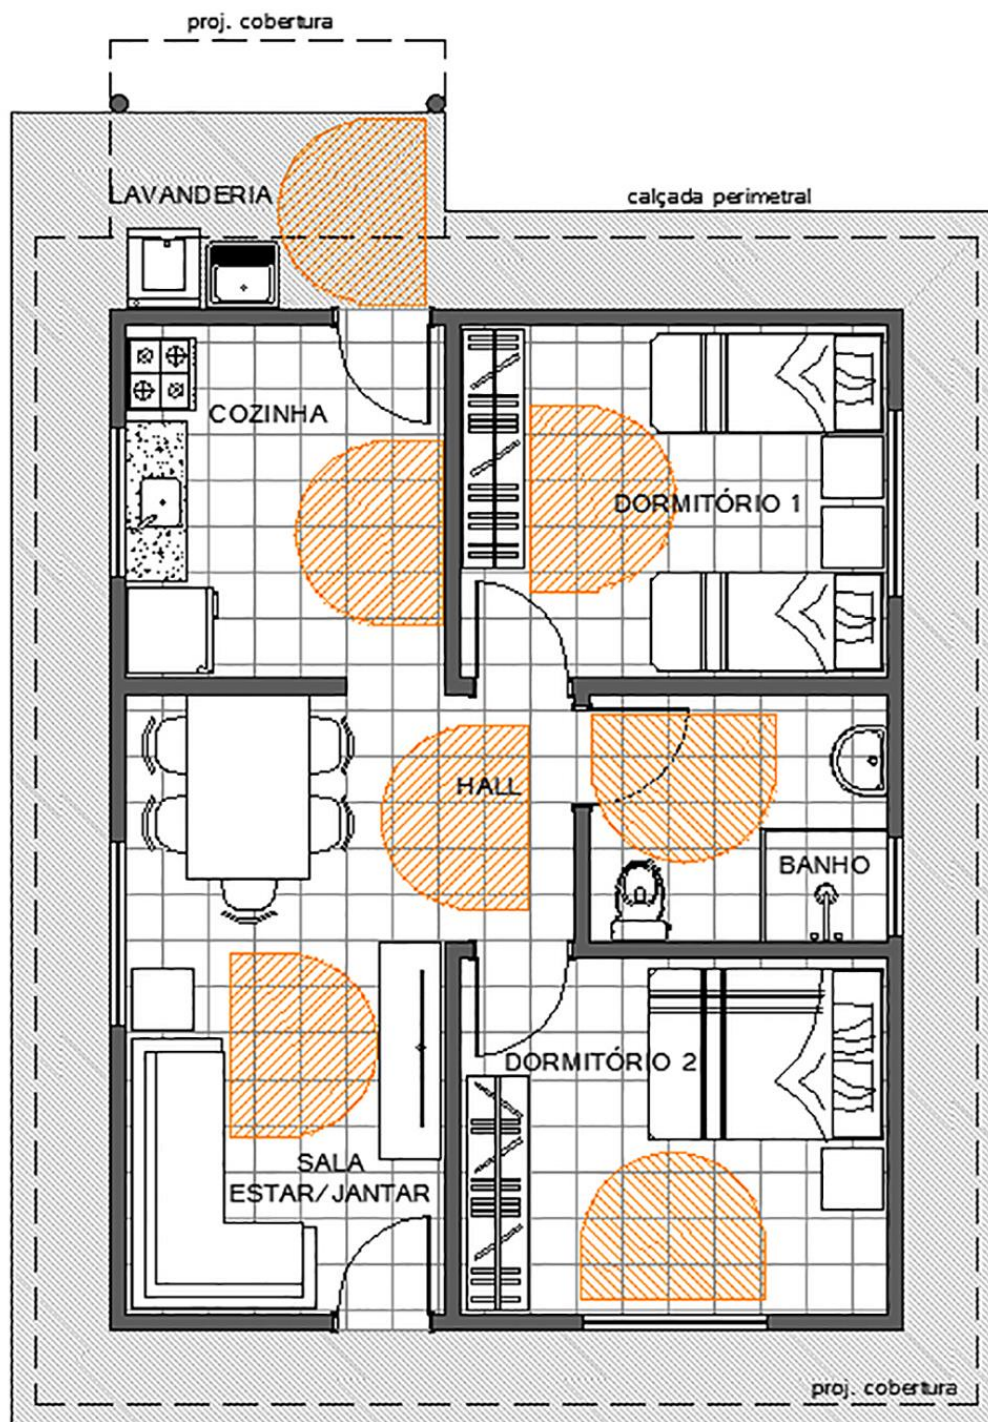 proj. cobertura
LAVANDERIA
calçada perimetral
COZINHA
DORMITÓRIO 1
HALL
BANHO
DORMITÓRIO 2
SALA
ESTAR/JANTAR
proj. cobertura